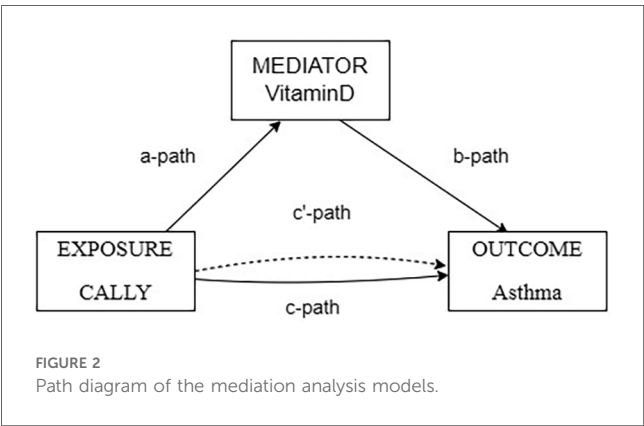 MEDIATOR
VitaminD
a-path
b-path
c'-path
EXPOSURE
CALLY
OUTCOME
Asthma
c-path
FIGURE 2
Path diagram of the mediation analysis models.